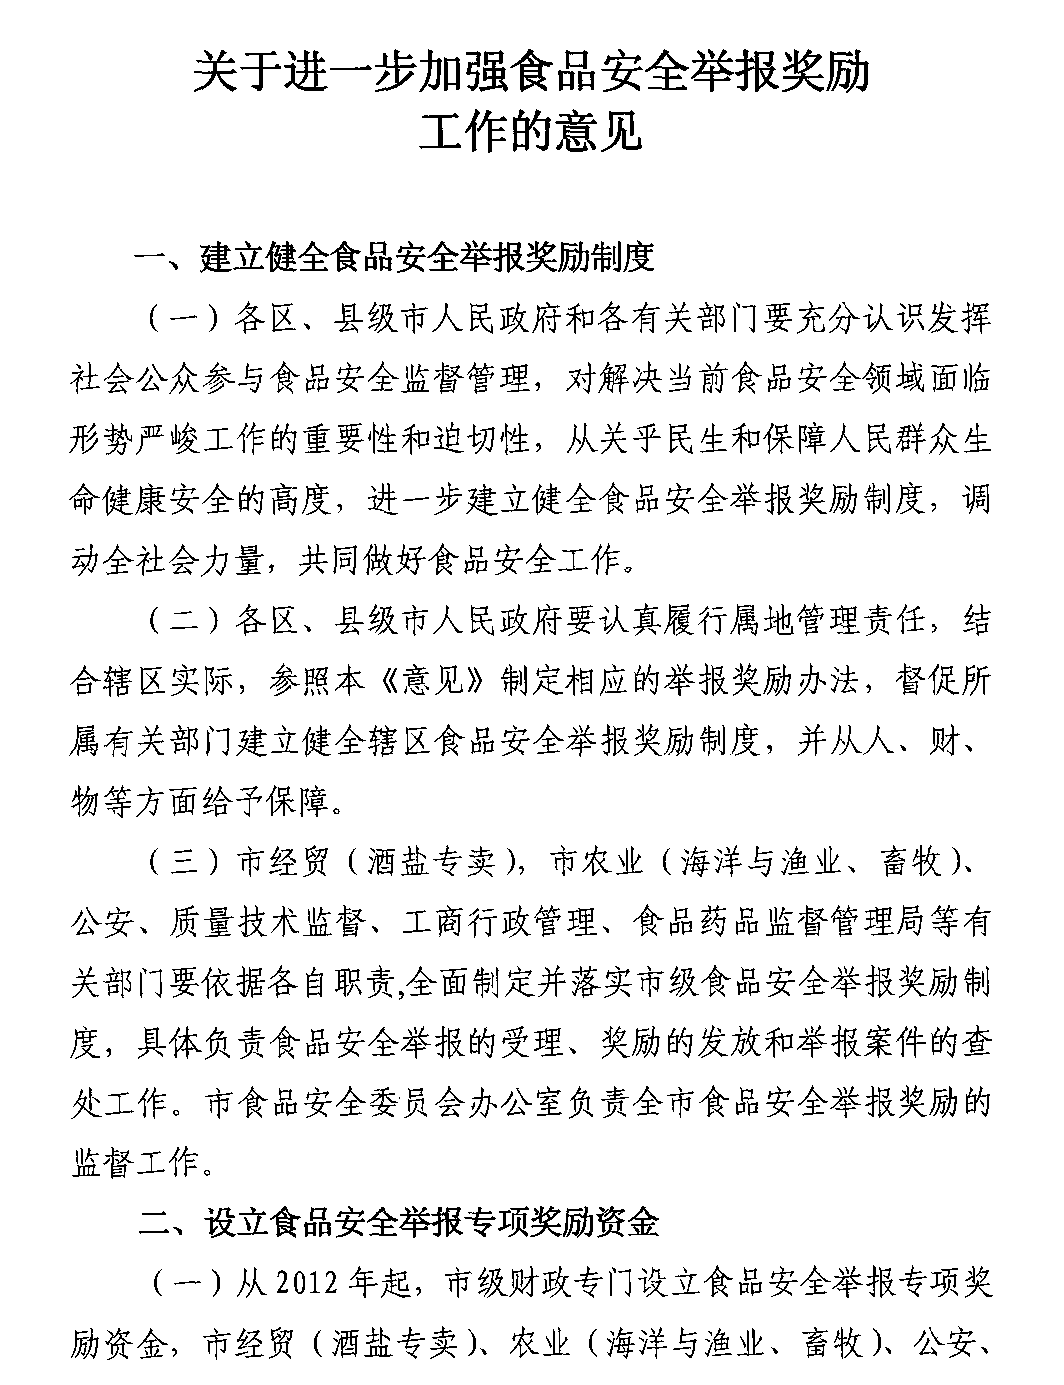 关于进一步加强食品安全举报奖励
工作的意见
一、建立健全食品安全举报奖励制度
（一）各区、县级市人民政府和各有关部门要充分认识发挥
社会公众参与食品安全监督管理，对解决当前食品安全领域面临
形势严峻工作的重要性和迫切性，从关乎民生和保障人民群众生
命健康安全的高度，进一步建立健全食品安全举报奖励制度，调
动全社会力量，共同做好食品安全工作。
（二）各区、县级市人民政府要认真履行属地管理责任，结
合辖区实际，参照本《意见》制定相应的举报奖励办法，督促所
属有关部门建立健全辖区食品安全举报奖励制度，并从人、财、
物等方面给予保障。
（三）市经贸（酒盐专卖），市农业（海洋与渔业、畜牧）、
公安、质量技术监督、工商行政管理、食品药品监督管理局等有
关部门要依据各自职责,全面制定并落实市级食品安全举报奖励制
度，具体负责食品安全举报的受理、奖励的发放和举报案件的查
处工作。市食品安全委员会办公室负责全市食品安全举报奖励的
监督工作。
二、设立食品安全举报专项奖励资金
（一）从 2012 年起，市级财政专门设立食品安全举报专项奖
励资金，市经贸（酒盐专卖）、农业（海洋与渔业、畜牧）、公安、